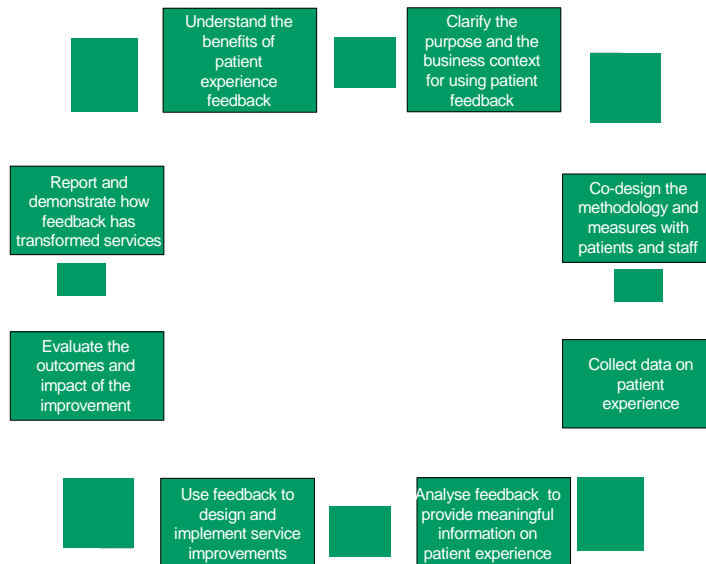 Understand the
benefits of
patient
experience
feedback
Clarify the
purpose and the
business context
for using patient
feedback
Report and
demonstrate how
feedback has
transformed services
Co-design the
methodology and
measures with
patients and staff
Evaluate the
outcomes and
impact of the
improvement
Collect data on
patient
experience
Use feedback to
design and
implement service
improvements
Analyse feedback to
provide meaningful
information on
patient experience